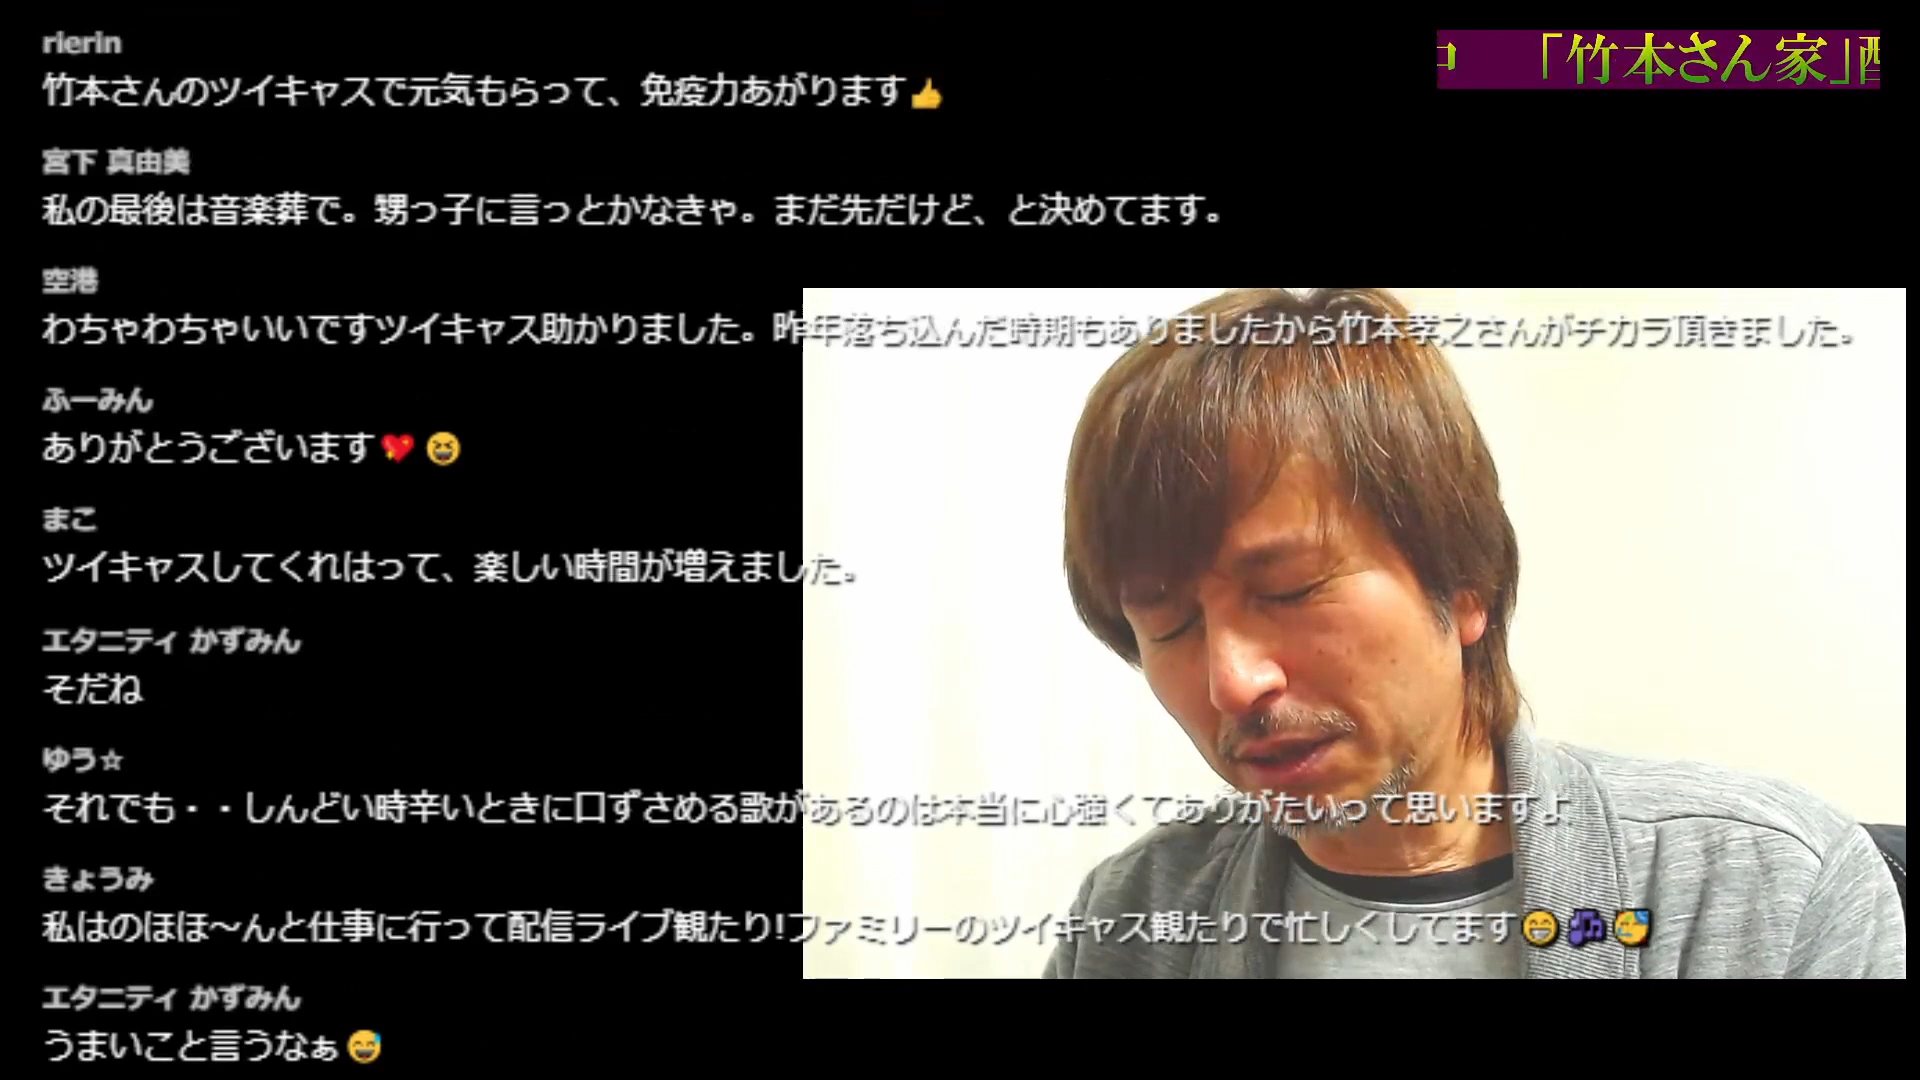 rierin
竹本さんのツイキャスで元気もらって、免疫力あがります👍
宮下 真由美
私の最後は音楽葬で。甥っ子に言っとかなきゃ。まだ先だけど、と決めてます。
空港
わちゃわちゃいいですツイキャス助かりました。昨年落ち込んだ時期もありましたから竹本孝之さんがチカラ頂きました。
ふーみん
ありがとうございます💖😆
まこ
ツイキャスしてくれはって、楽しい時間が増えました。
エタニティ かずみん
そだね
ゆう☆
それでも・・しんどい時辛いときに口ずさめる歌があるのは本当に心強くてありがたいって思いますよ
きょうみ
私はのほほ～んと仕事に行って配信ライブ観たり!ファミリーのツイキャス観たりで忙しくしてます😁🎶🥳
エタニティ かずみん
うまいこと言うなぁ😅
「竹本さん家」